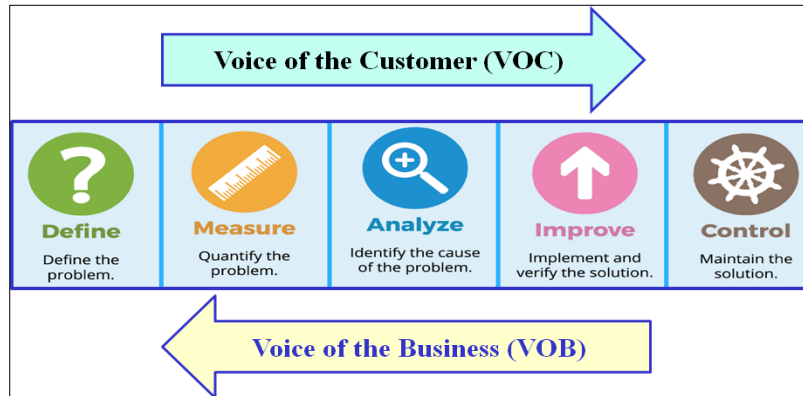 Voice of the Customer (VOC)
?
Define
Define the
problem.
Measure
Quantify the
problem.
Analyze
Identify the cause
of the problem.
Improve
Implement and
verify the solution.
Control
Maintain the
solution.
Voice of the Business (VOB)